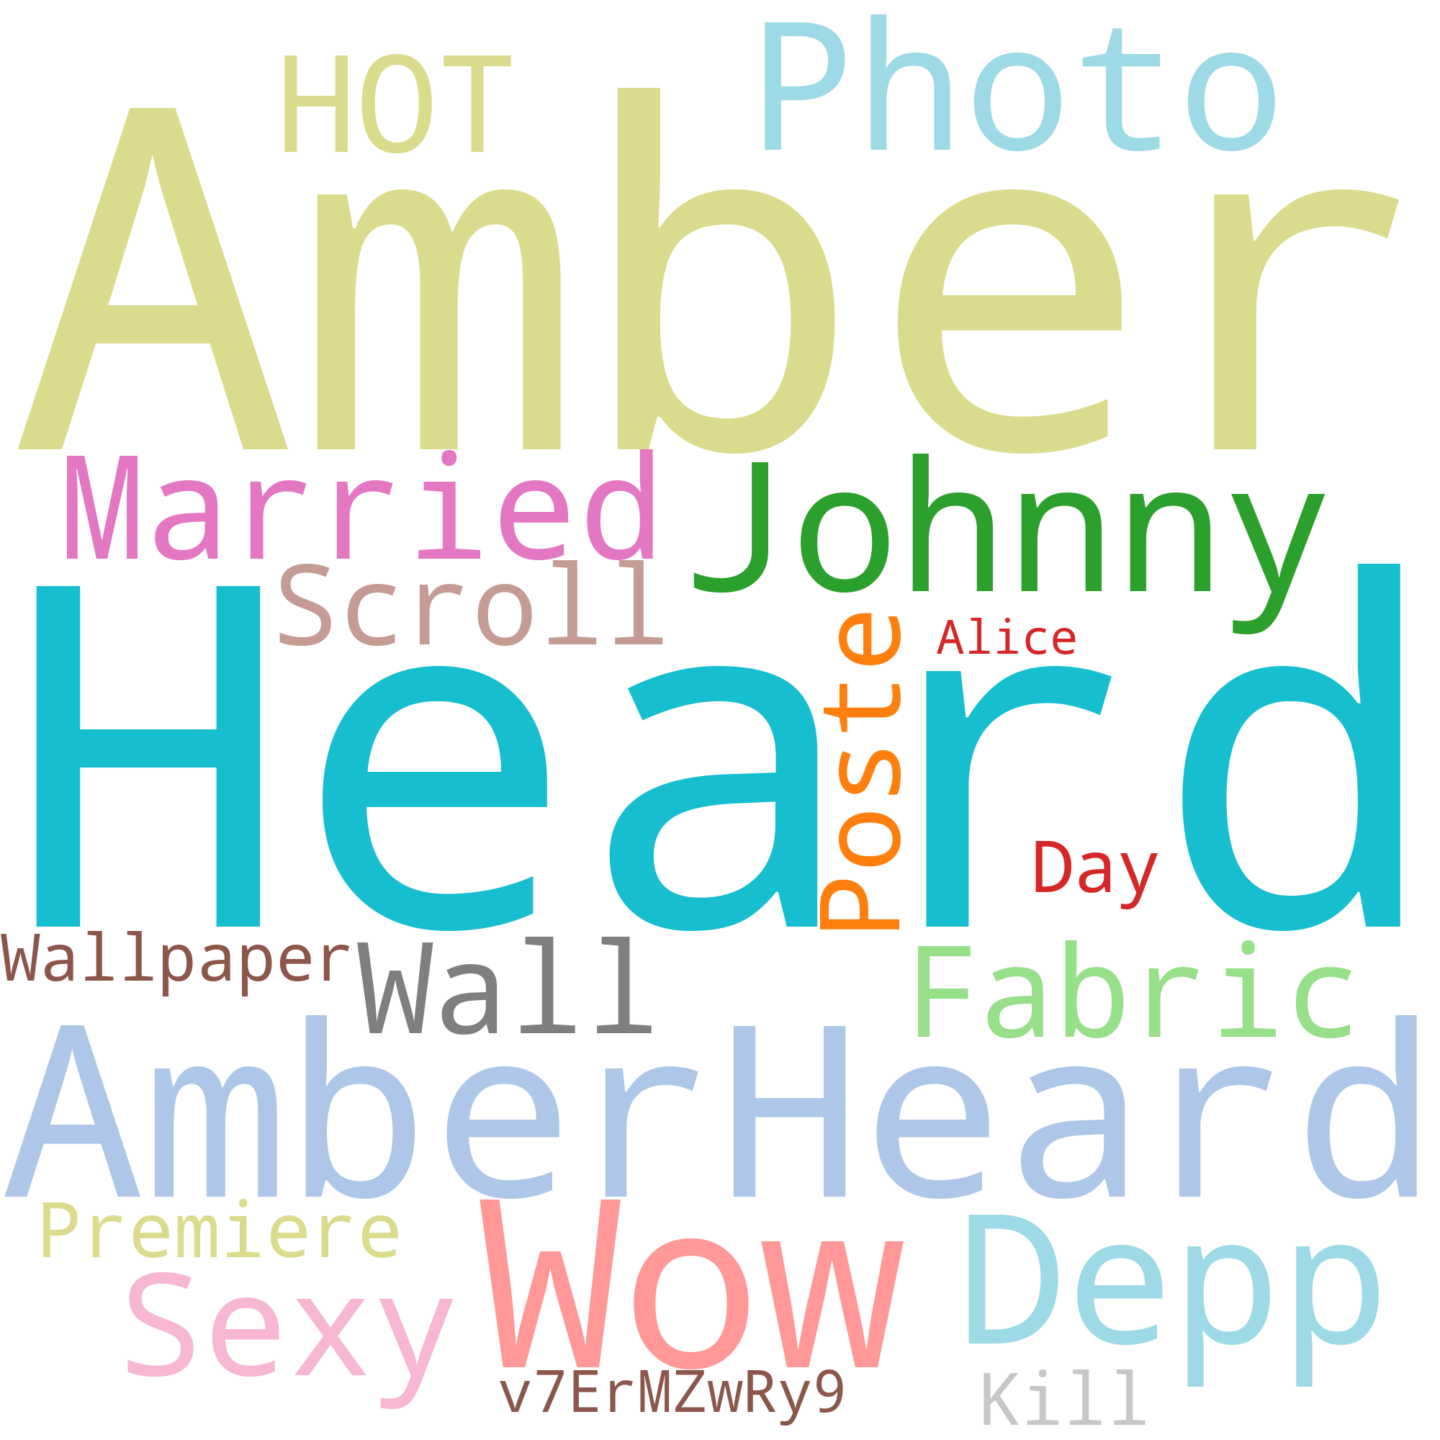 HOT
Photo
Amber
Married
Johnny
Scroll
Alice
Poste
Heard
Day
Wallpaper
Wall
Fabric
AmberHeard
Premiere
Wow
Depp
Sexy
v7ErMZwRy9
Kill